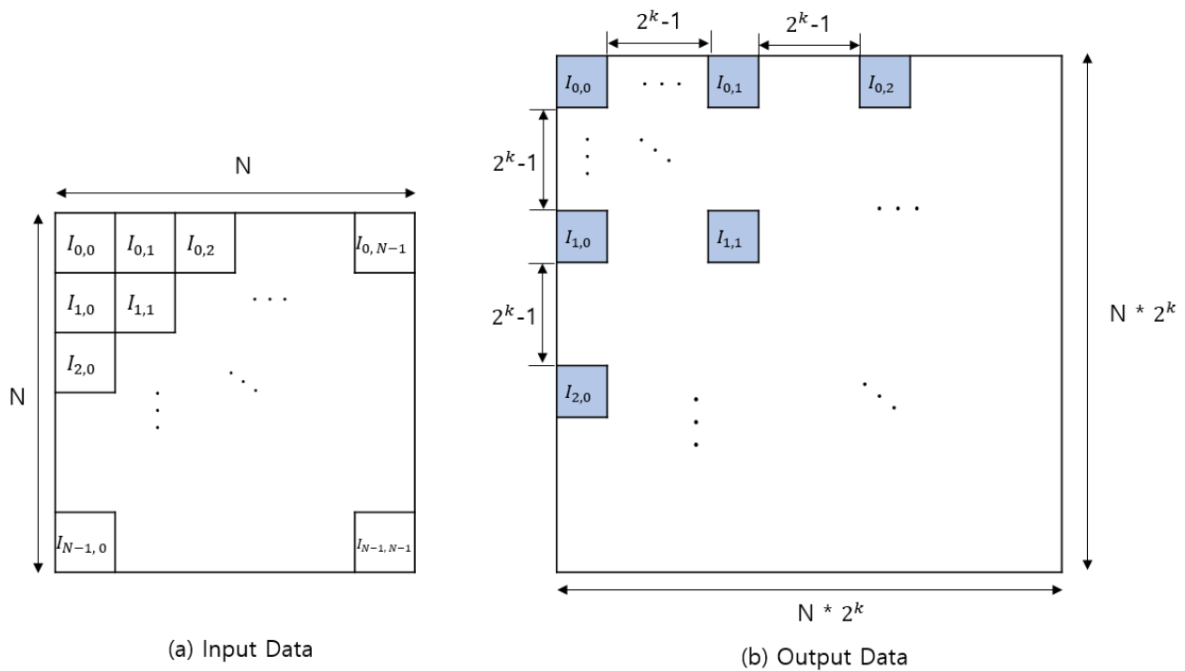 N
N
I0,0 I0,1 I0,2 I0,N−1
I1,0 I1,1 . . .
I2,0
IN−1,0 IN−1,N−1
(a) Input Data
2^k-1 2^k-1
I0,0 . . . I0,1 I0,2
2^k-1
. . .
I1,0 I1,1
2^k-1
I2,0
N * 2^k
N * 2^k
(b) Output Data